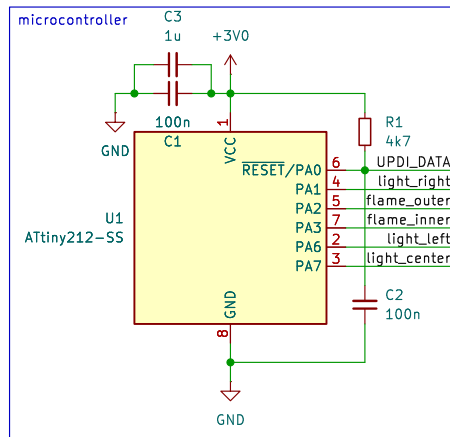 microcontroller
C3
1u
+3V0
100n
C1
GND
1
VCC
R1
4k7
RESET/PA0 6 UPDI_DATA
PA1 4 light_right
PA2 5 flame_outer
PA3 7 flame_inner
PA6 2 light_left
PA7 3 light_center
U1
ATtiny212-SS
GND
8
C2
100n
GND